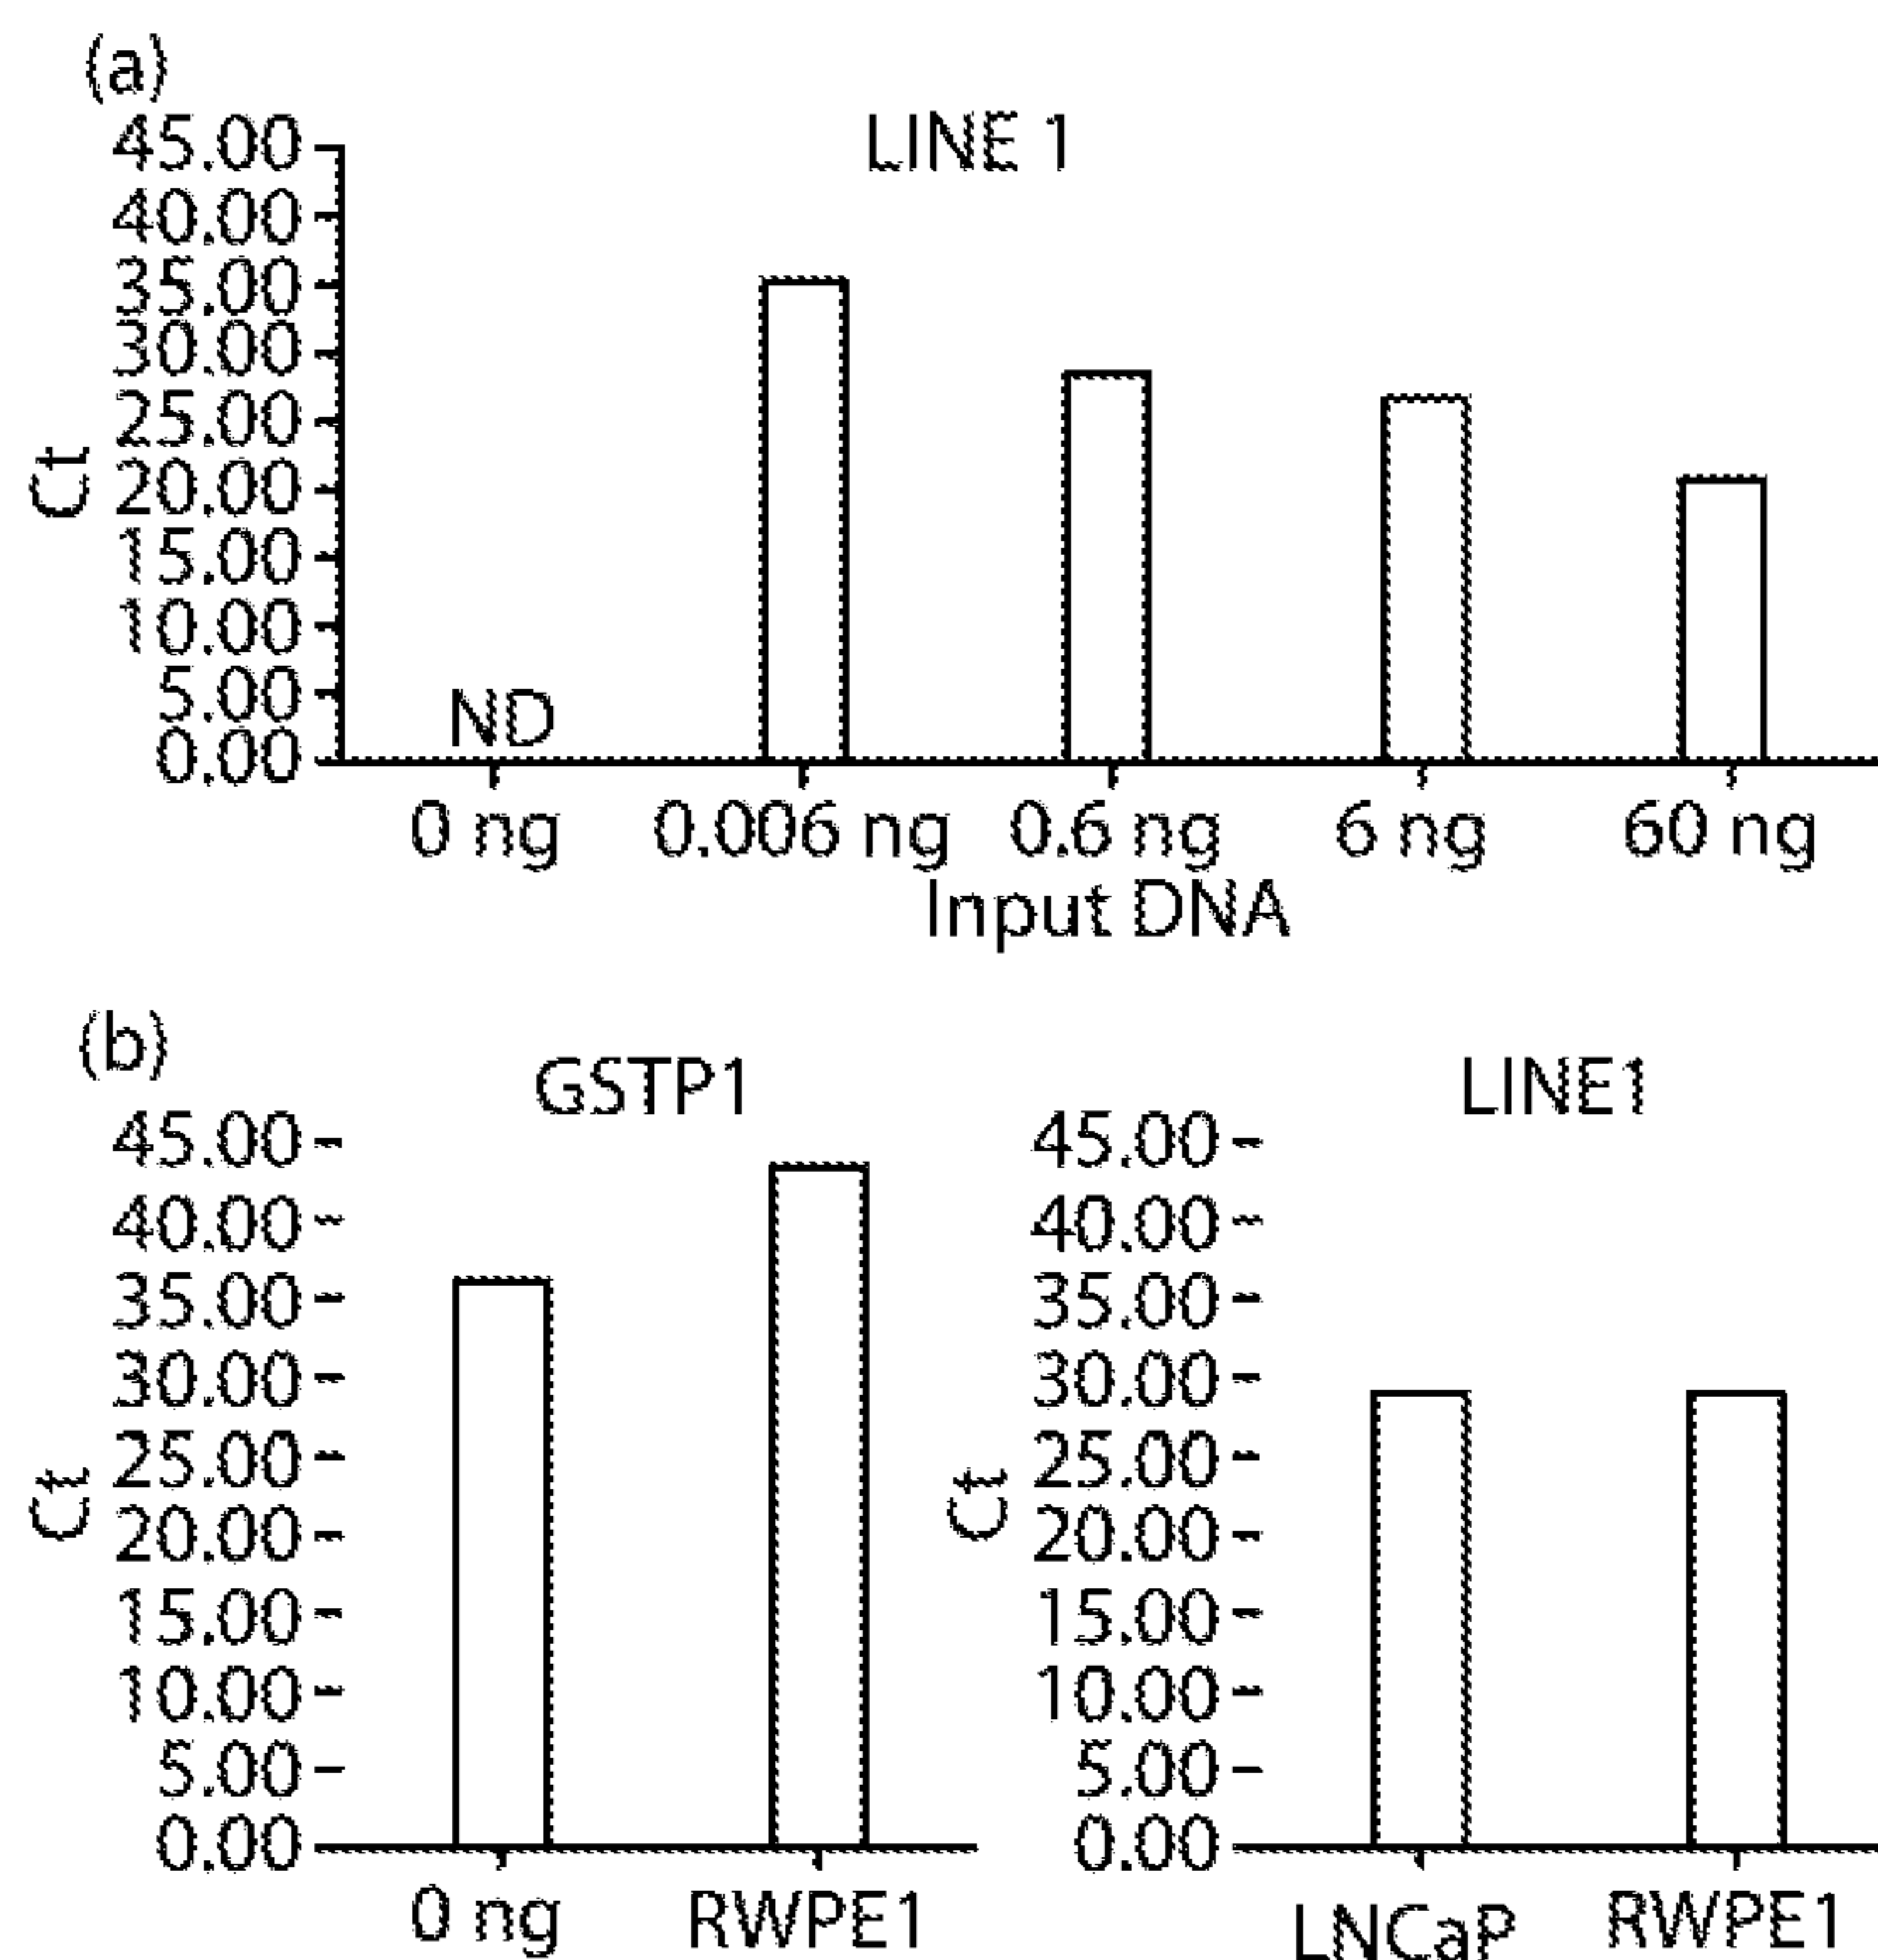 (a)
LINE 1
45.00
40.00
35.00
30.00
25.00
20.00
15.00
10.00
5.00
0.00
Ct
ND
0 ng 0.006 ng 0.6 ng 6 ng 60 ng
Input DNA
(b)
GSTP1
45.00
40.00
35.00
30.00
25.00
20.00
15.00
10.00
5.00
0.00
Ct
0 ng RWPE1
LINE1
45.00
40.00
35.00
30.00
25.00
20.00
15.00
10.00
5.00
0.00
Ct
LNCaP RWPE1